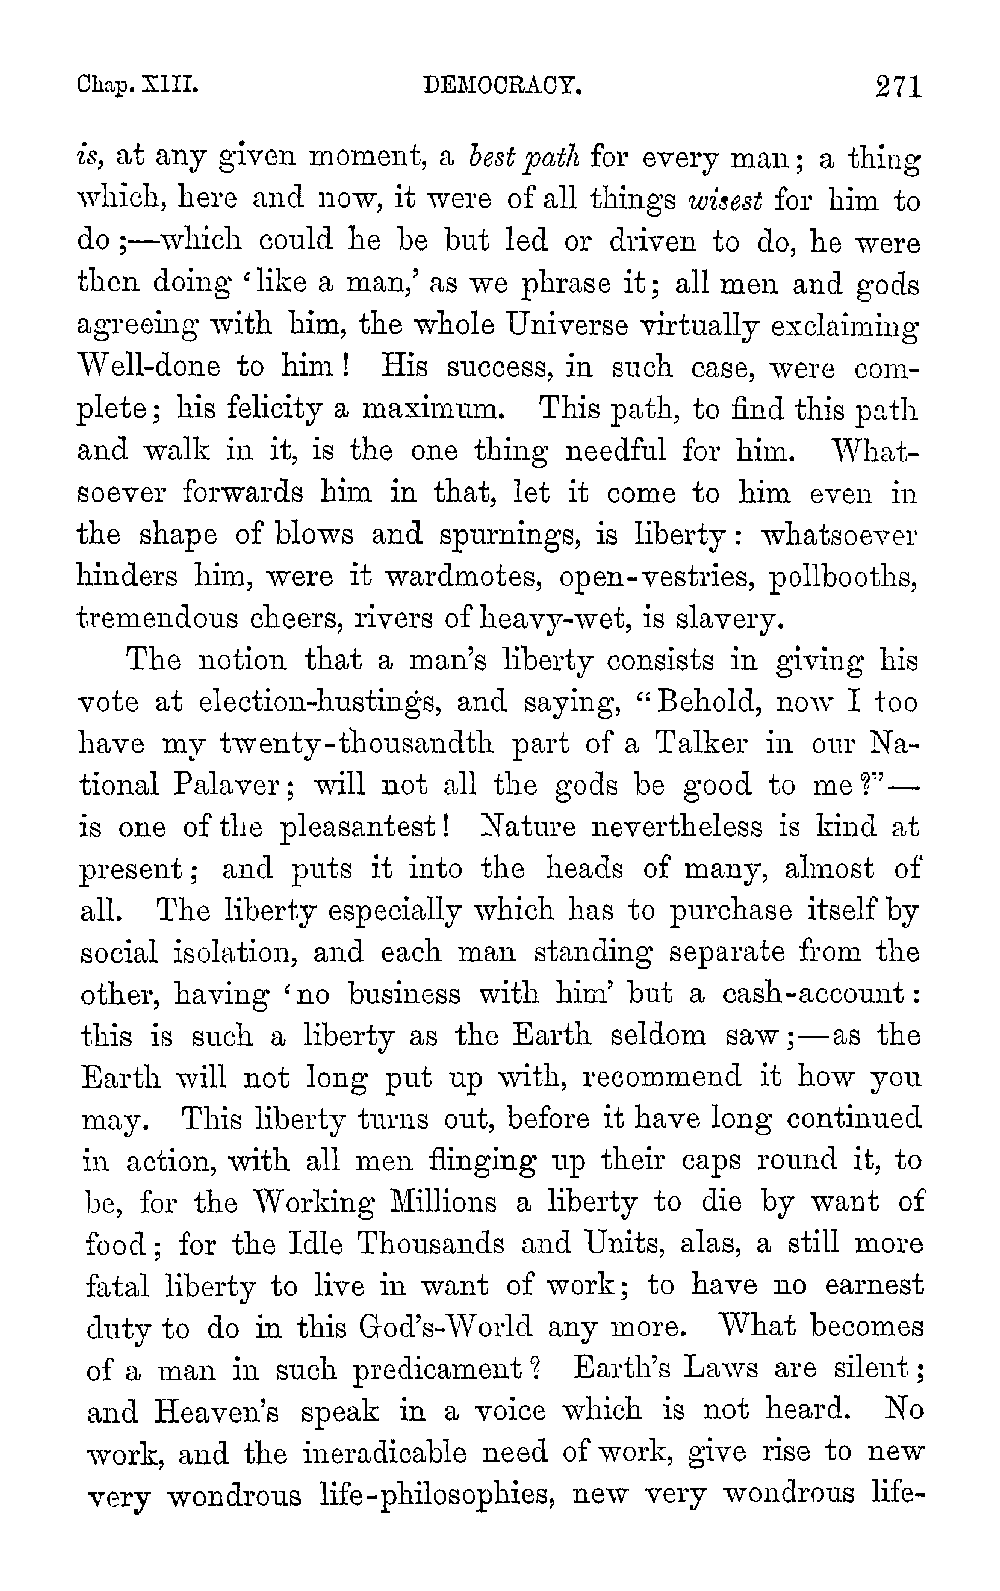 Chap. XIII. DEMOCRACY. 271
is, at any given moment, a best path for every man; a thing
which, here and now, it were of all things wisest for him to
do;—which could he be but led or driven to do, he were
then doing ‘like a man,’ as we phrase it; all men and gods
agreeing with him, the whole Universe virtually exclaiming
Well-done to him! His success, in such case, were com-
plete; his felicity a maximum. This path, to find this path
and walk in it, is the one thing needful for him. What-
soever forwards him in that, let it come to him even in
the shape of blows and spurnings, is liberty: whatsoever
hinders him, were it wardmotes, open-vestries, pollbooths,
tremendous cheers, rivers of heavy-wet, is slavery.
The notion that a man’s liberty consists in giving his
vote at election-hustings, and saying, “Behold, now I too
have my twenty-thousandth part of a Talker in our Na-
tional Palaver; will not all the gods be good to me?”—
is one of the pleasantest! Nature nevertheless is kind at
present; and puts it into the heads of many, almost of
all. The liberty especially which has to purchase itself by
social isolation, and each man standing separate from the
other, having ‘no business with him’ but a cash-account:
this is such a liberty as the Earth seldom saw;—as the
Earth will not long put up with, recommend it how you
may. This liberty turns out, before it have long continued
in action, with all men flinging up their caps round it, to
be, for the Working Millions a liberty to die by want of
food; for the Idle Thousands and Units, alas, a still more
fatal liberty to live in want of work; to have no earnest
duty to do in this God’s-World any more. What becomes
of a man in such predicament? Earth’s Laws are silent;
and Heaven’s speak in a voice which is not heard. No
work, and the ineradicable need of work, give rise to new
very wondrous life-philosophies, new very wondrous life-